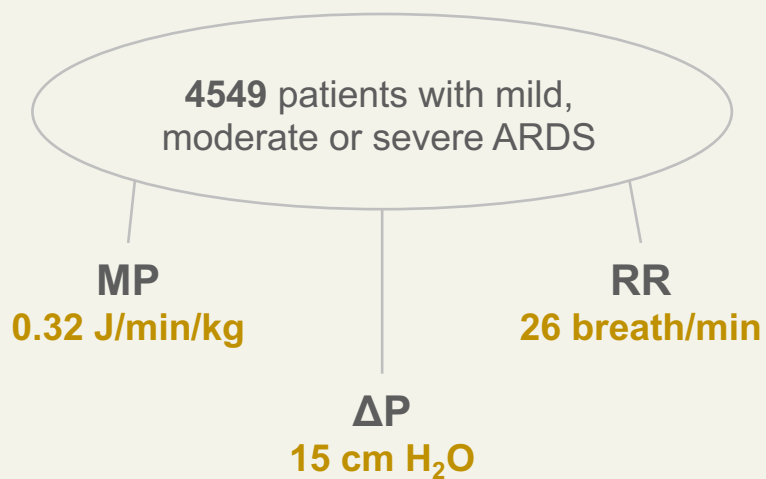 4549 patients with mild,
moderate or severe ARDS
MP
0.32 J/min/kg
RR
26 breath/min
ΔP
15 cm H₂O